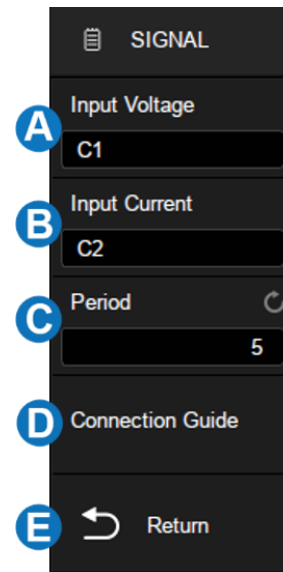 SIGNAL
A
Input Voltage
C1
B
Input Current
C2
C
Period
5
D
Connection Guide
E
Return